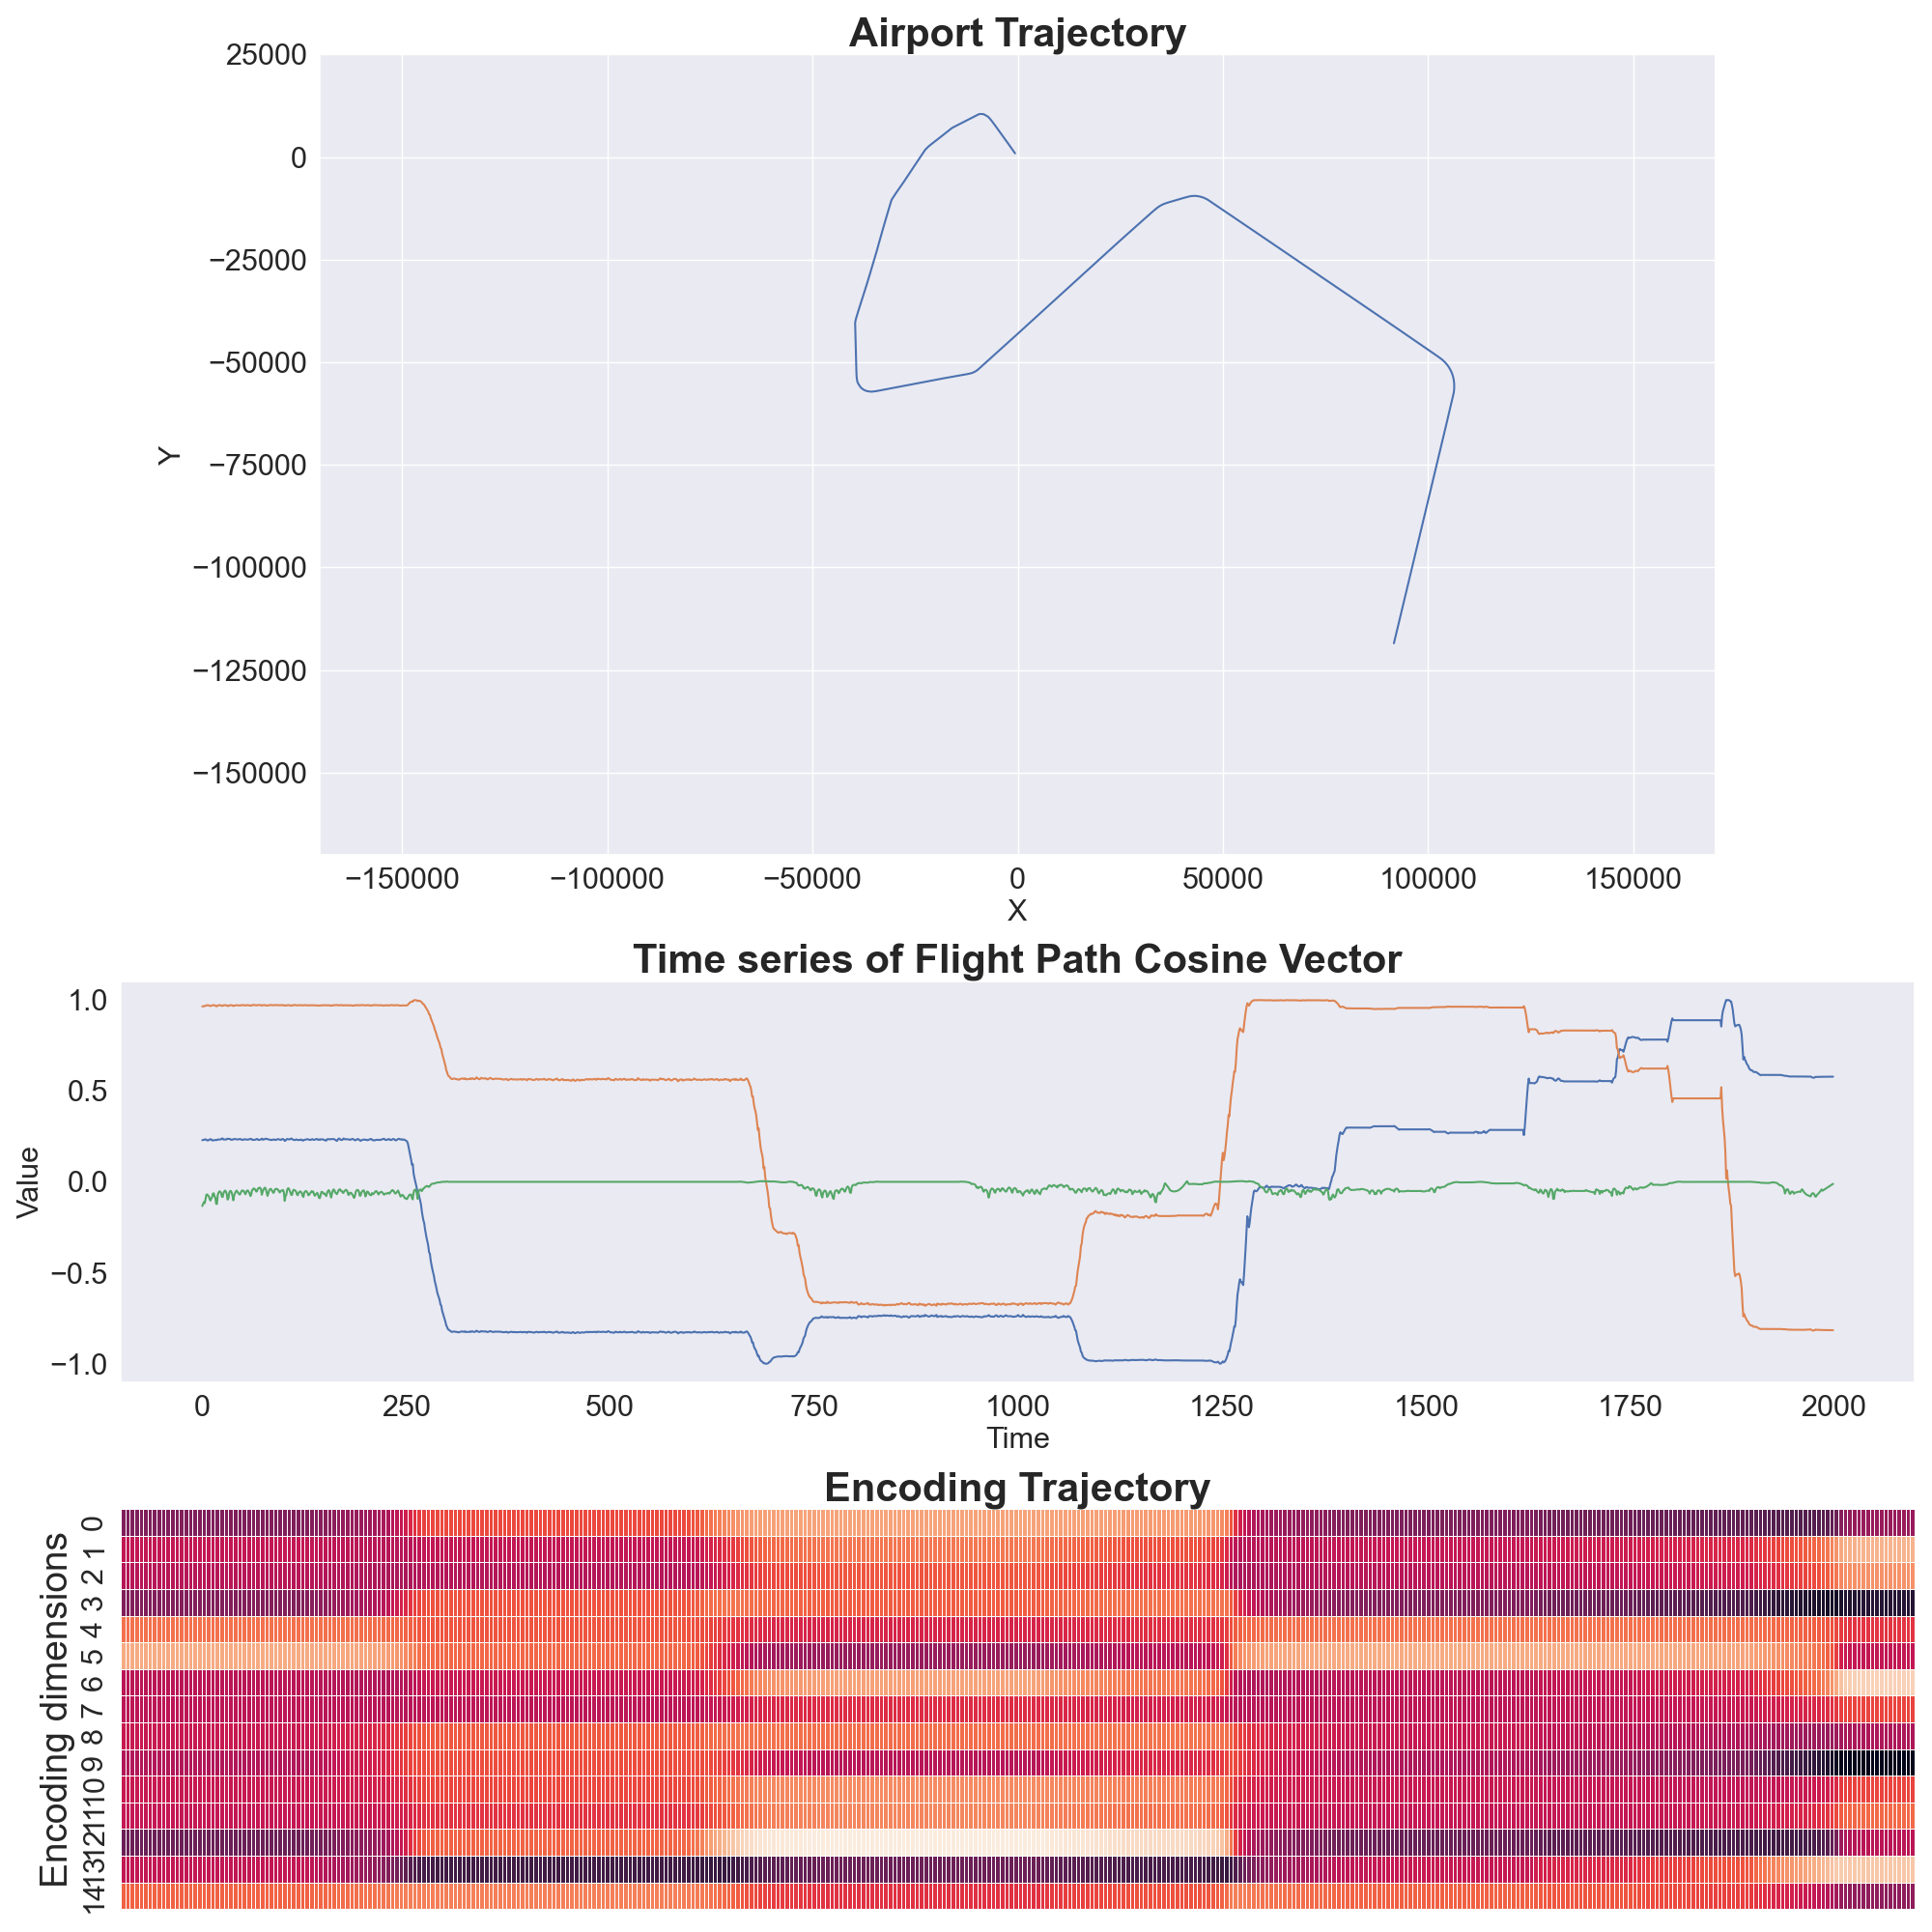 Airport Trajectory
25000
0
−25000
−50000
−75000
−100000
−125000
−150000
Y
−150000 −100000 −50000 0 50000 100000 150000
X
Time series of Flight Path Cosine Vector
1.0
0.5
0.0
−0.5
−1.0
Value
0 250 500 750 1000 1250 1500 1750 2000
Time
Encoding Trajectory
Encoding dimensions
0
1
2
3
4
5
6
7
8
9
10
11
12
13
14